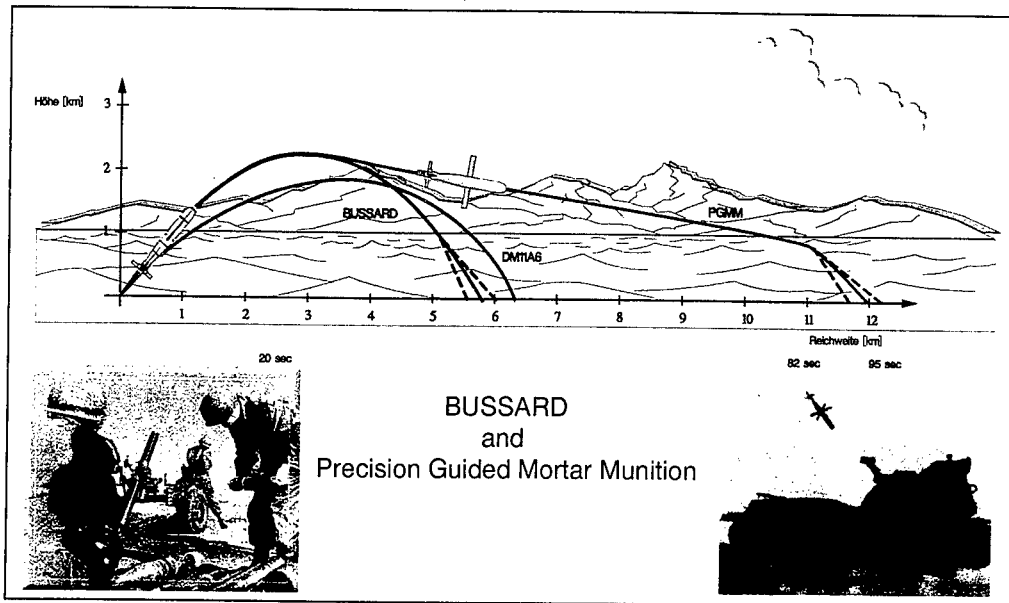 Höhe [km]
3
2
1
BUSSARD
PGMM
DM11A6
1 2 3 4 5 6 7 8 9 10 11 12
Reichweite [km]
20 sec
82 sec 95 sec
BUSSARD
and
Precision Guided Mortar Munition